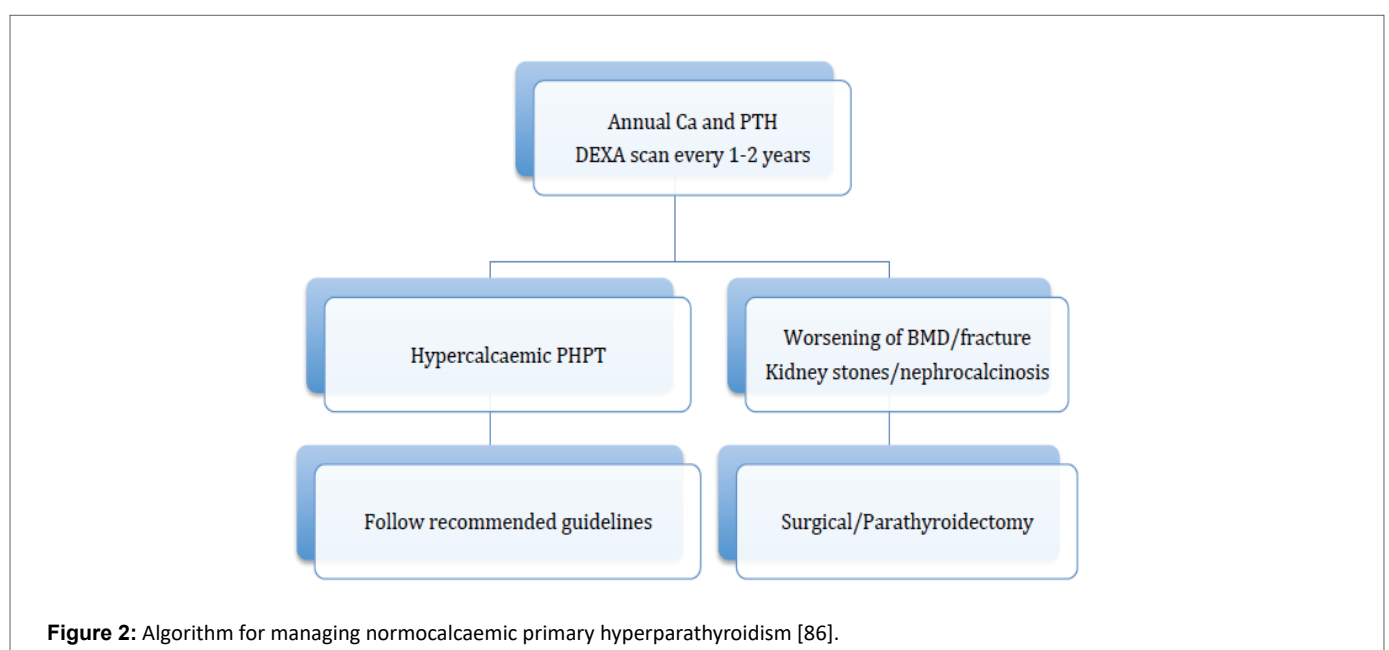 Annual Ca and PTH
DEXA scan every 1-2 years
Hypercalcaemic PHPT
Worsening of BMD/fracture
Kidney stones/nephrocalcinosis
Follow recommended guidelines
Surgical/Parathyroidectomy
Figure 2: Algorithm for managing normocalcaemic primary hyperparathyroidism [86].